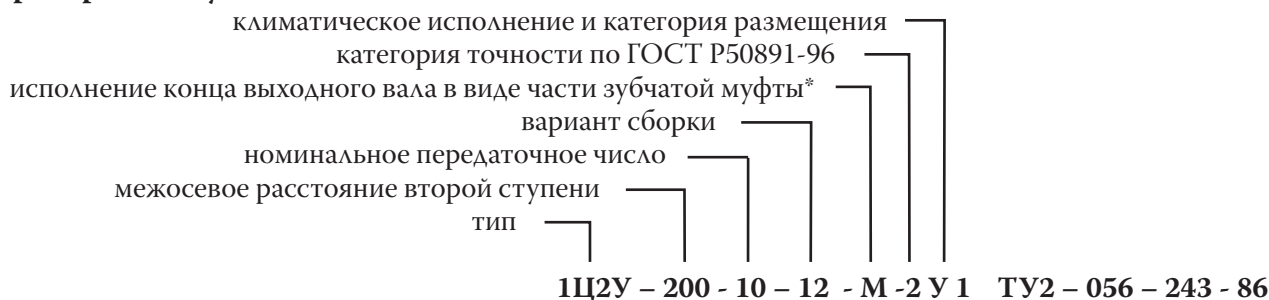 климатическое исполнение и категория размещения
категория точности по ГОСТ Р50891-96
исполнение конца выходного вала в виде части зубчатой муфты*
вариант сборки
номинальное передаточное число
межосевое расстояние второй ступени
тип
1Ц2У – 200 - 10 – 12 - М -2 У 1 ТУ2 – 056 – 243 - 86